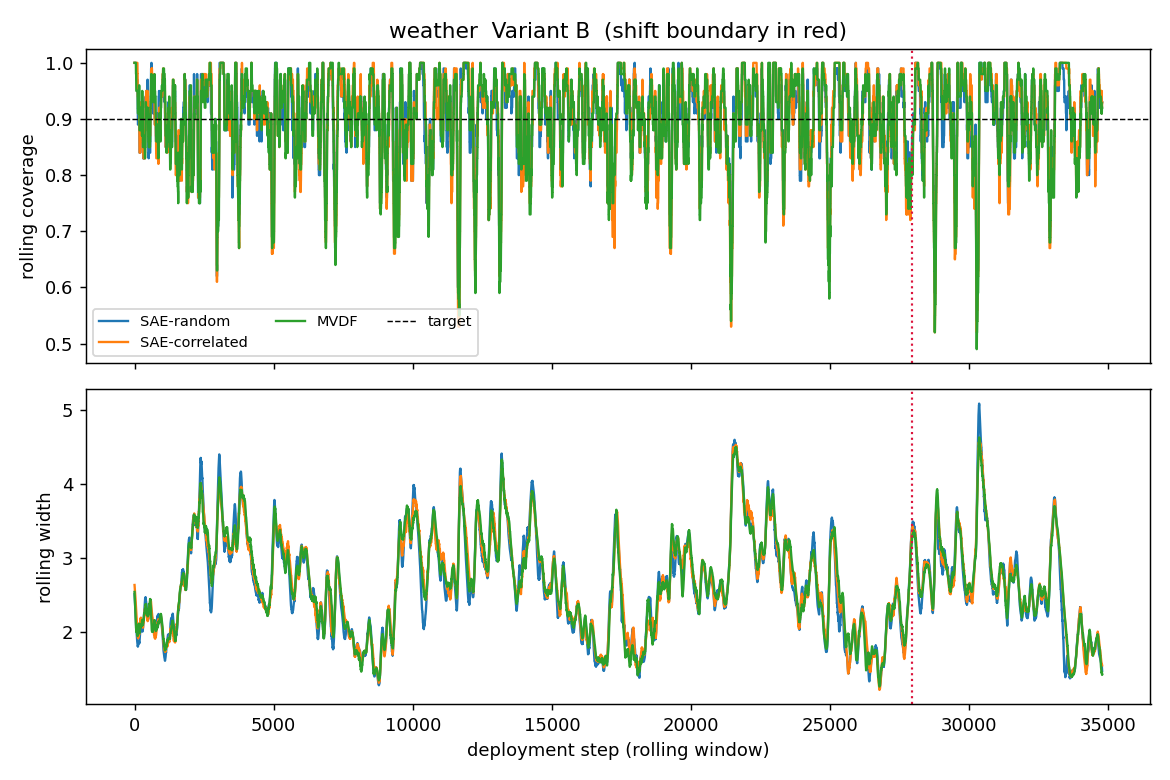 weather  Variant B  (shift boundary in red)
rolling coverage
1.0
0.9
0.8
0.7
0.6
0.5
SAE-random
SAE-correlated
MVDF
target
rolling width
5
4
3
2
0 5000 10000 15000 20000 25000 30000 35000
deployment step (rolling window)